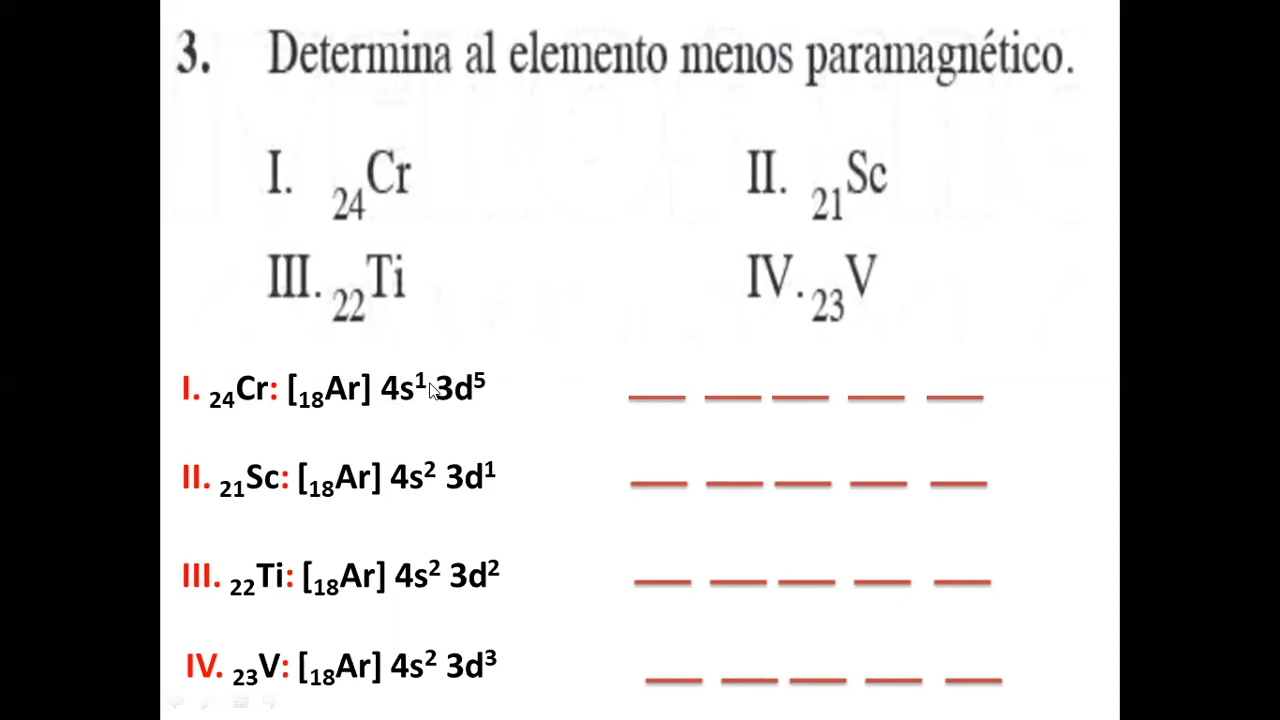 3. Determina al elemento menos paramagnético.
I. ₂₄Cr II. ₂₁Sc
III. ₂₂Ti IV. ₂₃V
I. ₂₄Cr: [₁₈Ar] 4s¹ 3d⁵
II. ₂₁Sc: [₁₈Ar] 4s² 3d¹
III. ₂₂Ti: [₁₈Ar] 4s² 3d²
IV. ₂₃V: [₁₈Ar] 4s² 3d³